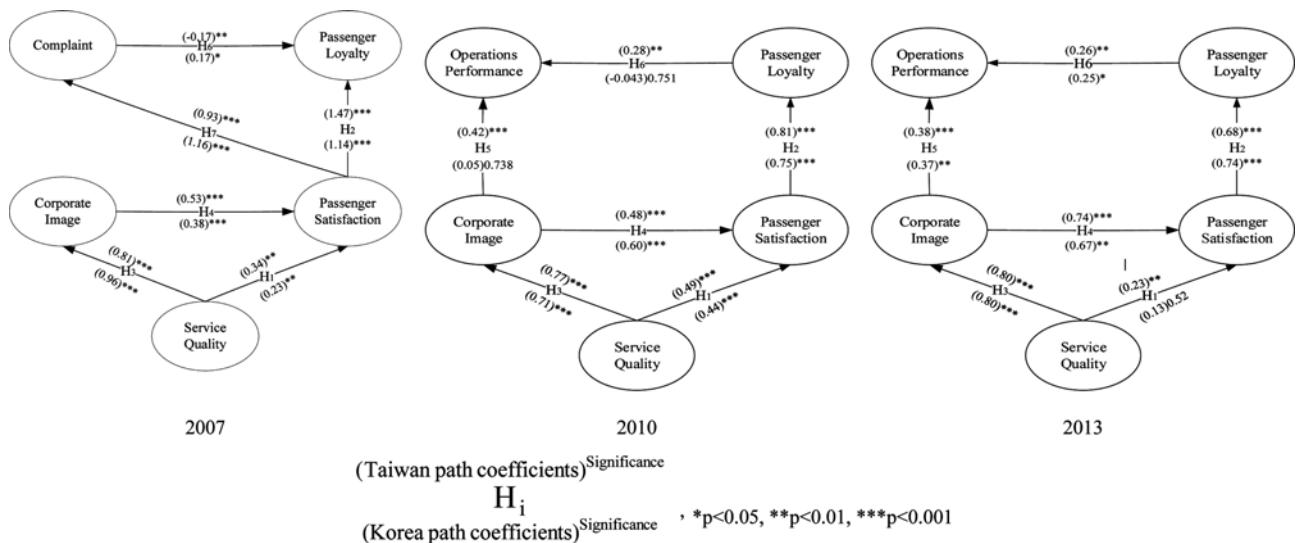 Complaint
(-0.17)**
H6
(0.17)*
Passenger
Loyalty
(0.93)***
H7
(1.16)***
(1.47)***
H2
(1.14)***
Corporate
Image
(0.53)***
H4
(0.38)***
Passenger
Satisfaction
(0.81)***
H3
(0.96)***
(0.34)**
H1
(0.23)**
Service
Quality
2007
Operations
Performance
(0.28)**
H6
(-0.043)0.751
Passenger
Loyalty
(0.42)***
H5
(0.05)0.738
(0.81)***
H2
(0.75)***
Corporate
Image
(0.48)***
H4
(0.60)***
Passenger
Satisfaction
(0.77)***
H3
(0.71)***
(0.49)***
H1
(0.44)***
Service
Quality
2010
Operations
Performance
(0.26)**
H6
(0.25)*
Passenger
Loyalty
(0.38)***
H5
(0.37)**
(0.68)***
H2
(0.74)***
Corporate
Image
(0.74)***
H4
(0.67)**
Passenger
Satisfaction
(0.80)***
H3
(0.80)***
(0.23)**
H1
(0.13)0.52
Service
Quality
2013
(Taiwan path coefficients)Significance
Hi
(Korea path coefficients)Significance , *p<0.05, **p<0.01, ***p<0.001